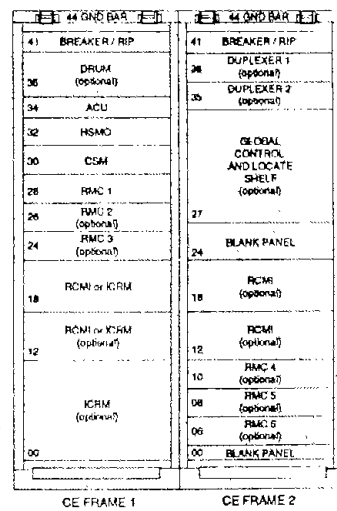 44 GND BAR
41 BREAKER / RIP
DRUM
36 (optional)
34 ACU
32 HSMO
30 CSM
28 RMC 1
26 RMC 2
(optional)
24 RMC 3
(optional)
18 RCMI or ICRM
RCMI or ICRM
12 (optional)
ICRM
(optional)
00
CE FRAME 1
44 GND BAR
41 BREAKER / RIP
DUPLEXER 1
38 (optional)
DUPLEXER 2
35 (optional)
GLOBAL
CONTROL
AND LOCATE
SHELF
(optional)
27
BLANK PANEL
24
RCMI
18 (optional)
RCMI
12 (optional)
RMC 4
10 (optional)
RMC 5
08 (optional)
RMC 6
06 (optional)
00 BLANK PANEL
CE FRAME 2